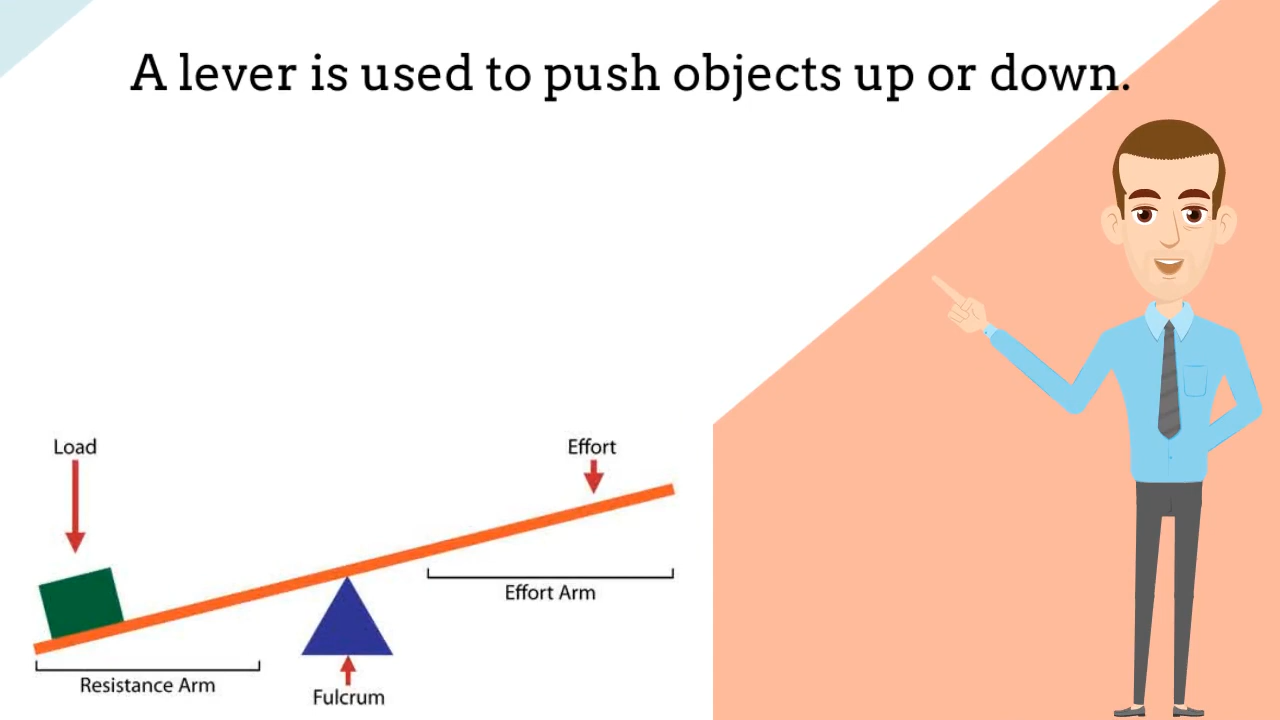 A lever is used to push objects up or down.
Load
Effort
Effort Arm
Resistance Arm
Fulcrum